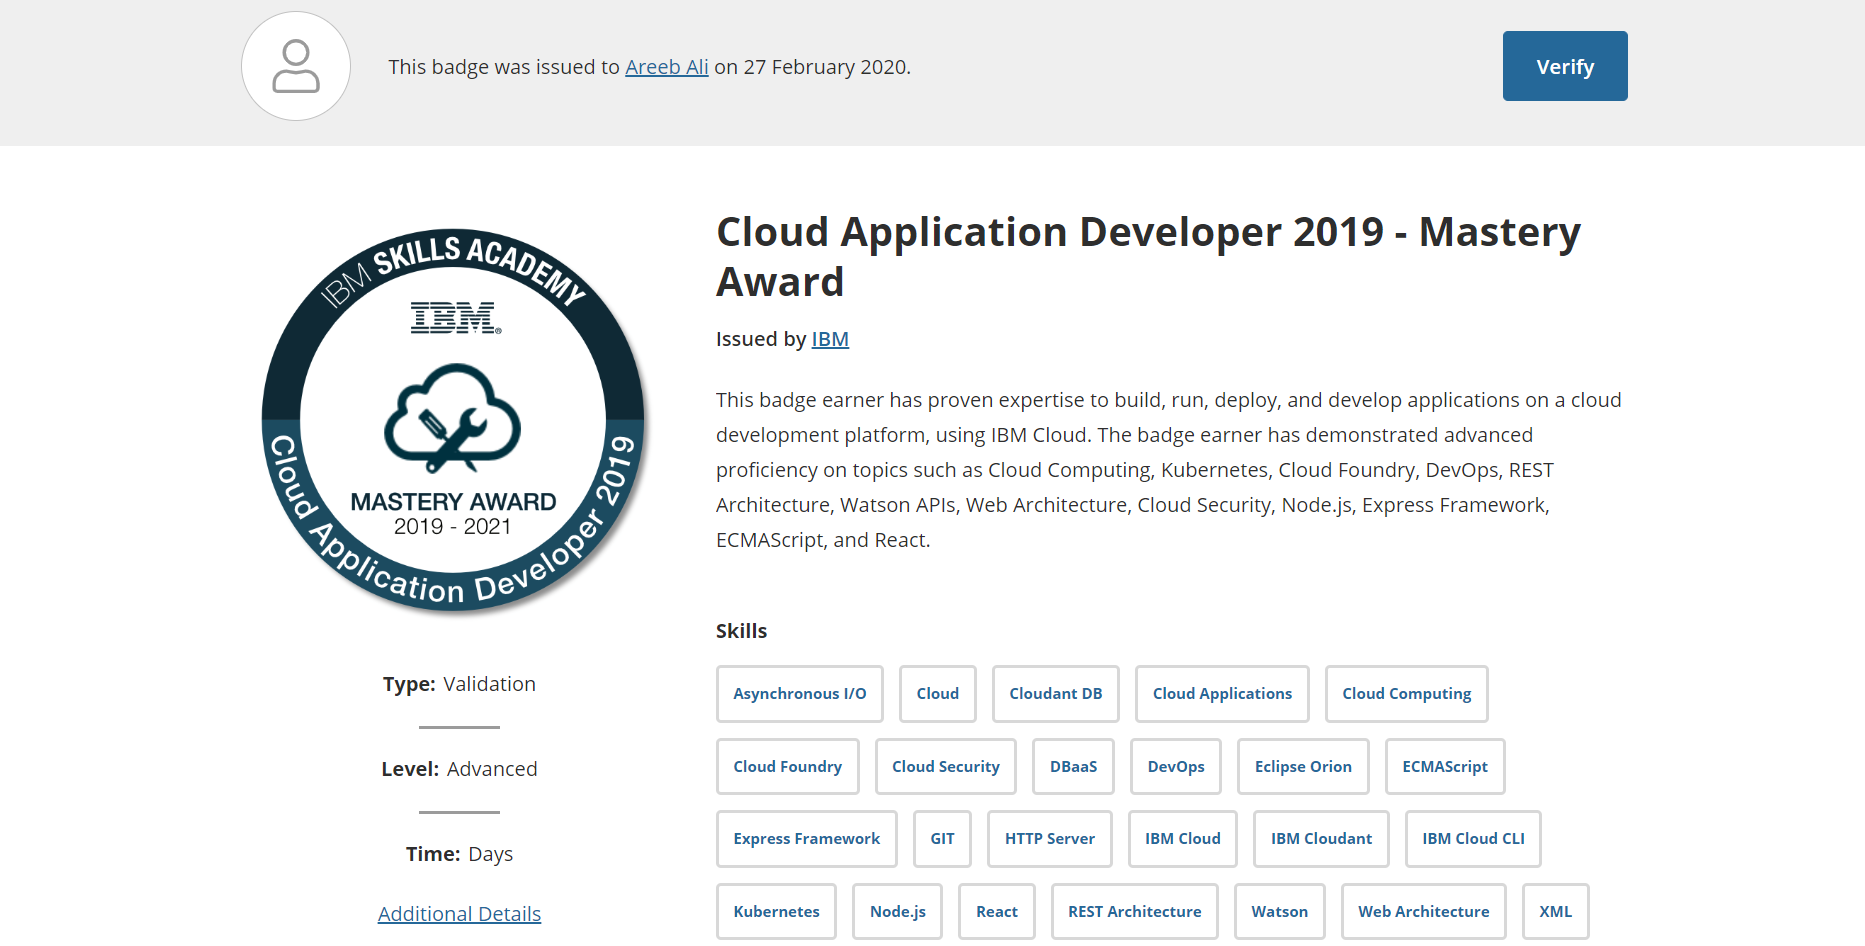 This badge was issued to Areeb Ali on 27 February 2020.
Verify
IBM SKILLS ACADEMY
IBM®
MASTERY AWARD
2019 - 2021
Cloud Application Developer 2019
Type: Validation
Level: Advanced
Time: Days
Additional Details
Cloud Application Developer 2019 - Mastery
Award
Issued by IBM
This badge earner has proven expertise to build, run, deploy, and develop applications on a cloud
development platform, using IBM Cloud. The badge earner has demonstrated advanced
proficiency on topics such as Cloud Computing, Kubernetes, Cloud Foundry, DevOps, REST
Architecture, Watson APIs, Web Architecture, Cloud Security, Node.js, Express Framework,
ECMAScript, and React.
Skills
Asynchronous I/O Cloud Cloudant DB Cloud Applications Cloud Computing
Cloud Foundry Cloud Security DBaaS DevOps Eclipse Orion ECMAScript
Express Framework GIT HTTP Server IBM Cloud IBM Cloudant IBM Cloud CLI
Kubernetes Node.js React REST Architecture Watson Web Architecture XML